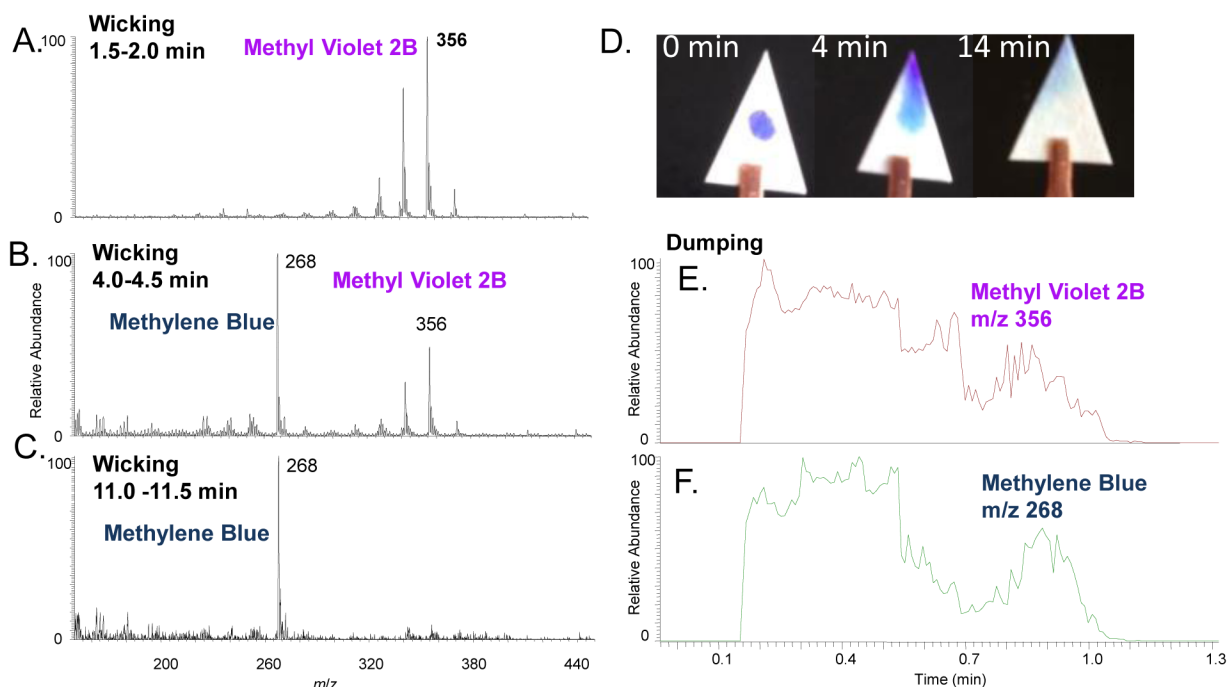 A.
Wicking
1.5-2.0 min
Methyl Violet 2B
356
100
0
B.
Wicking
4.0-4.5 min
268
Methyl Violet 2B
Methylene Blue
356
100
0
Relative Abundance
C.
Wicking
11.0 -11.5 min
268
Methylene Blue
100
0
200 260 320 380 440
m/z
D.
0 min 4 min 14 min
Dumping
E.
Methyl Violet 2B
m/z 356
100
0
Relative Abundance
F.
Methylene Blue
m/z 268
100
0
Relative Abundance
0.1 0.4 0.7 1.0 1.3
Time (min)